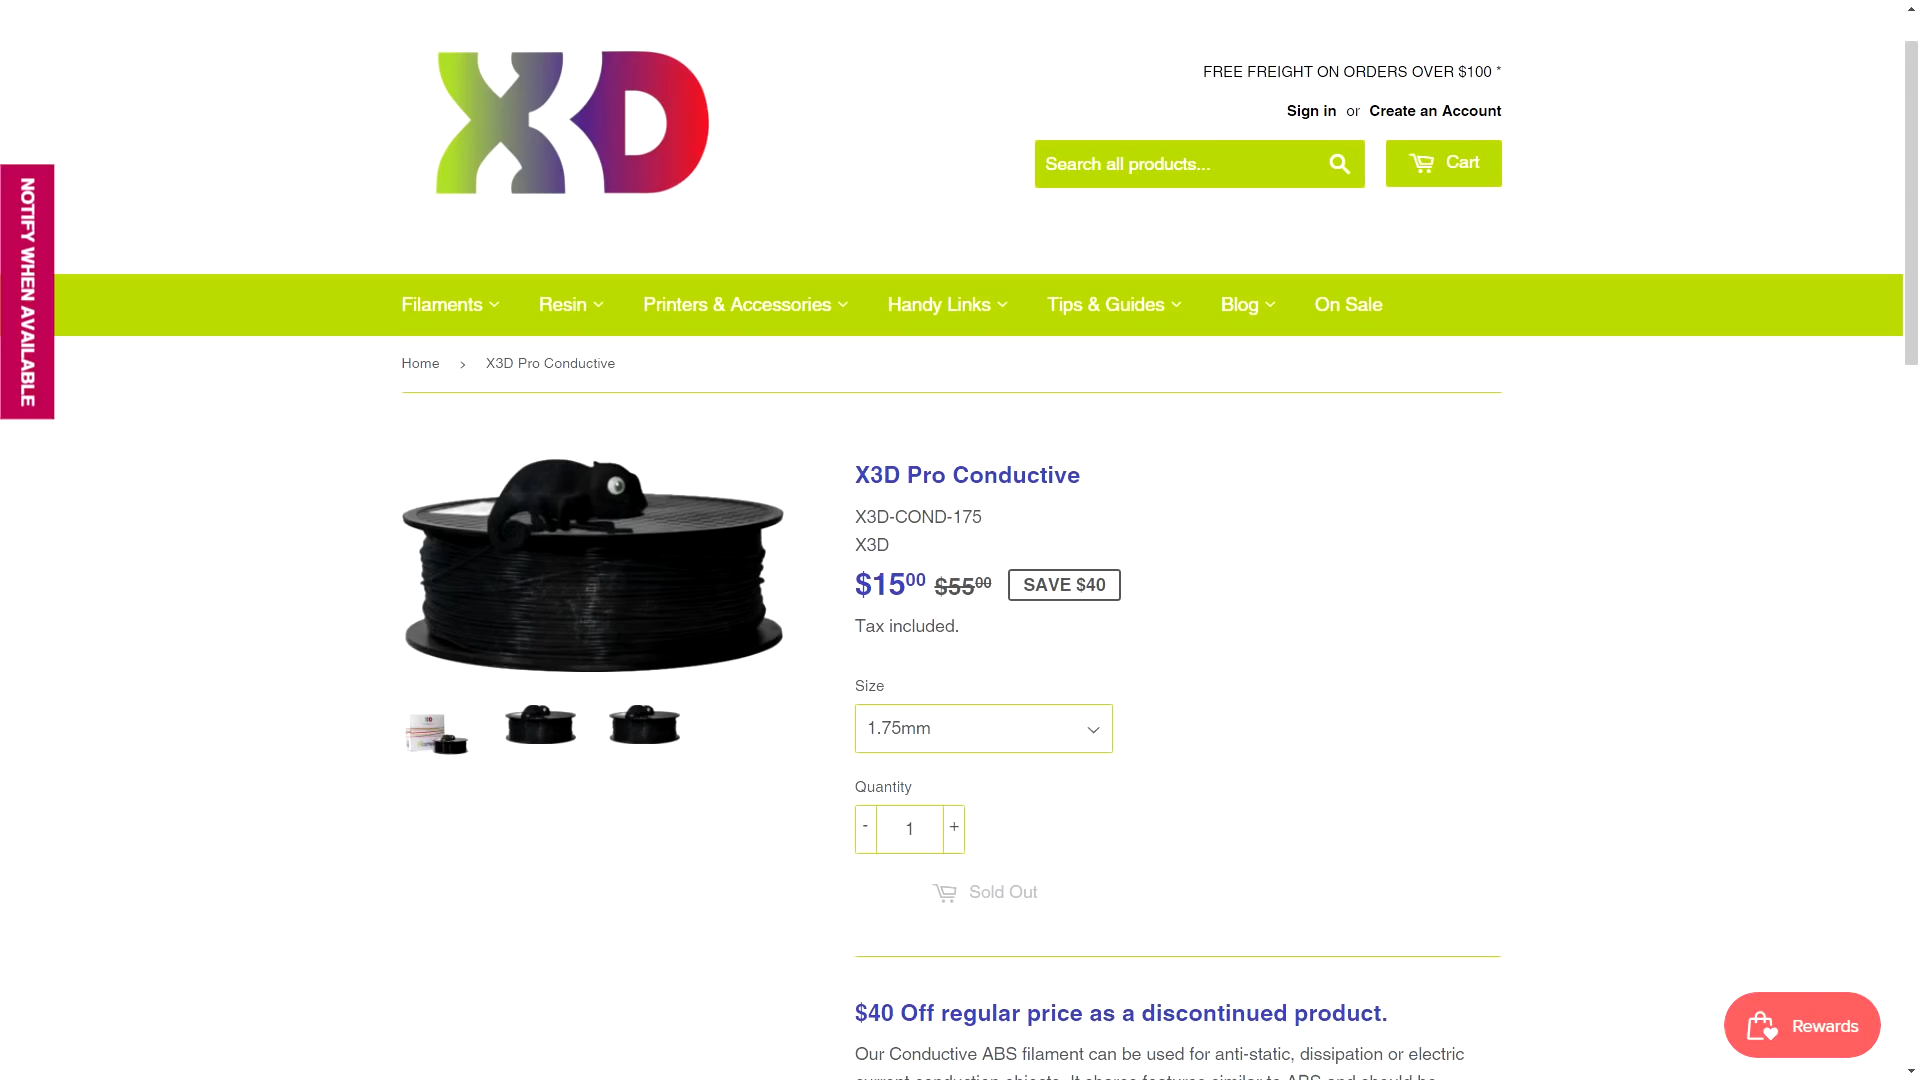 X3D
FREE FREIGHT ON ORDERS OVER $100 *
Sign in or Create an Account
Search all products...
Cart
NOTIFY WHEN AVAILABLE
Filaments
Resin
Printers & Accessories
Handy Links
Tips & Guides
Blog
On Sale
Home › X3D Pro Conductive
X3D Pro Conductive
X3D-COND-175
X3D
$15.00 $55.00 SAVE $40
Tax included.
Size
1.75mm
Quantity
- 1 +
Sold Out
$40 Off regular price as a discontinued product.
Our Conductive ABS filament can be used for anti-static, dissipation or electric
current conduction objects. It shares features similar to ABS and should be
Rewards